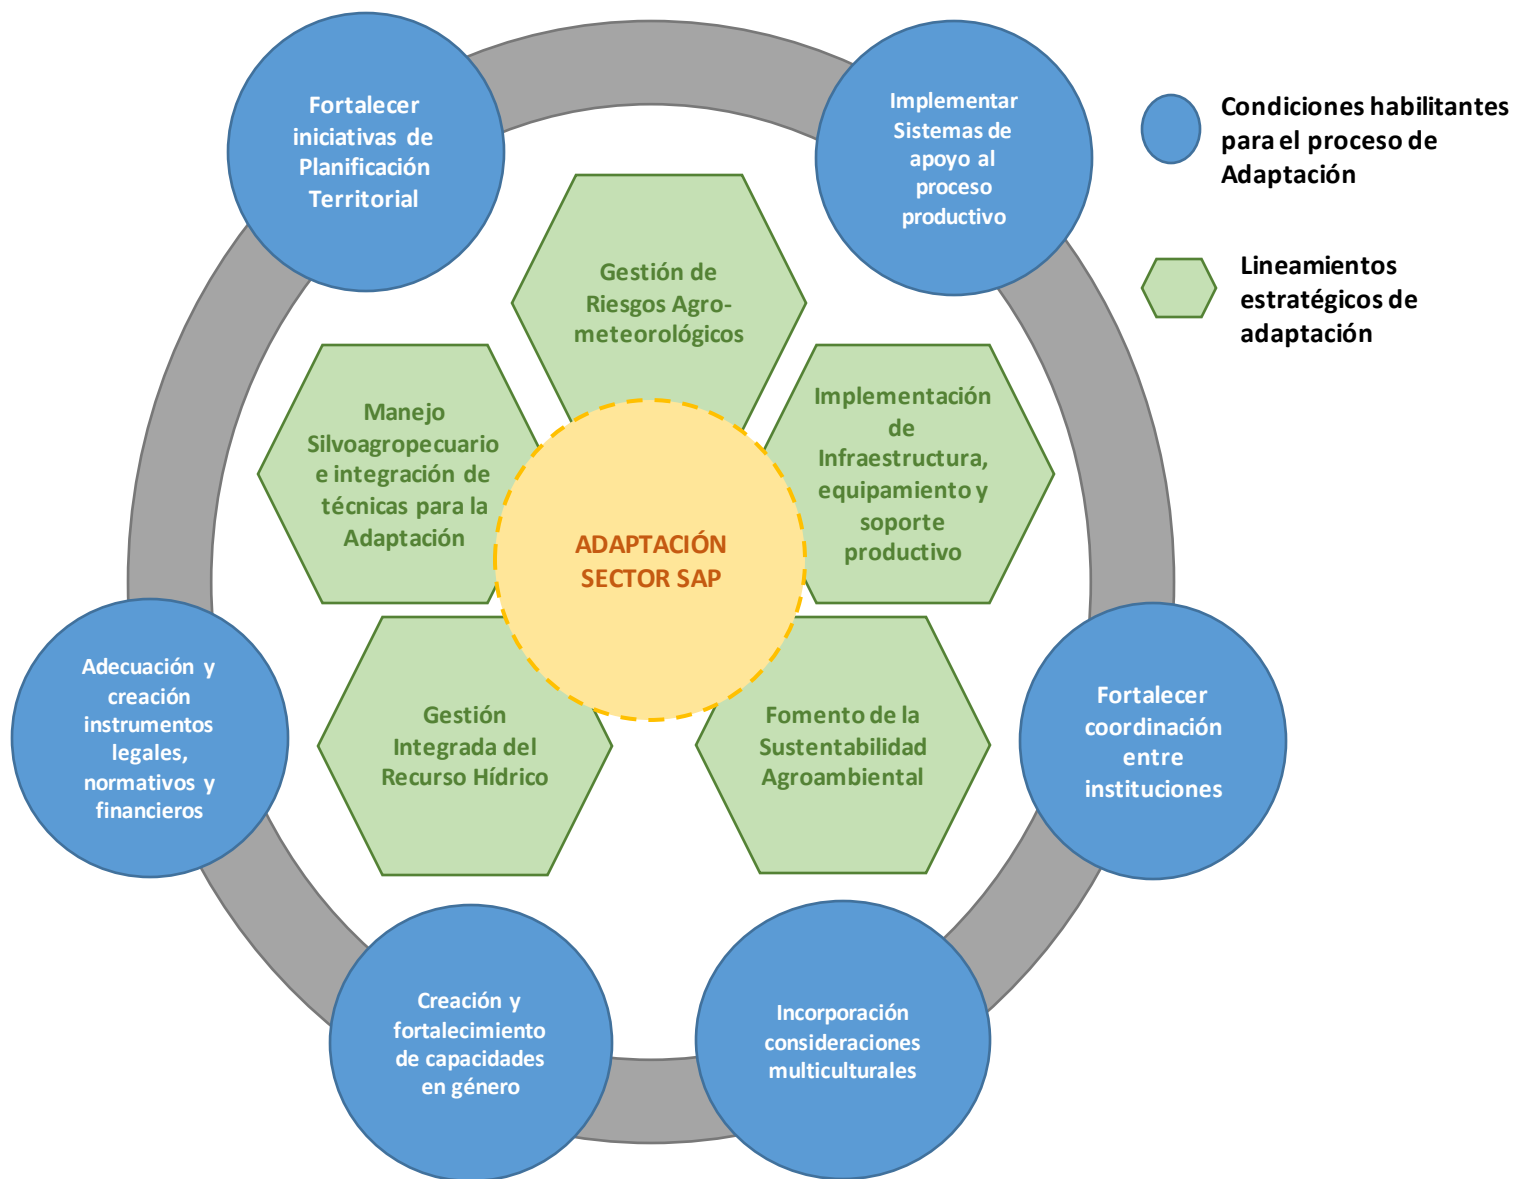 Fortalecer
iniciativas de
Planificación
Territorial
Implementar
Sistemas de
apoyo al
proceso
productivo
Condiciones habilitantes
para el proceso de
Adaptación
Lineamientos
estratégicos de
adaptación
Gestión de
Riesgos Agro-
meteorológicos
Manejo
Silvoagropecuario
e integración de
técnicas para la
Adaptación
Implementación
de
Infraestructura,
equipamiento y
soporte
productivo
ADAPTACIÓN
SECTOR SAP
Adecuación y
creación
instrumentos
legales,
normativos y
financieros
Gestión
Integrada del
Recurso Hídrico
Fomento de la
Sustentabilidad
Agroambiental
Fortalecer
coordinación
entre
instituciones
Creación y
fortalecimiento
de capacidades
en género
Incorporación
consideraciones
multiculturales